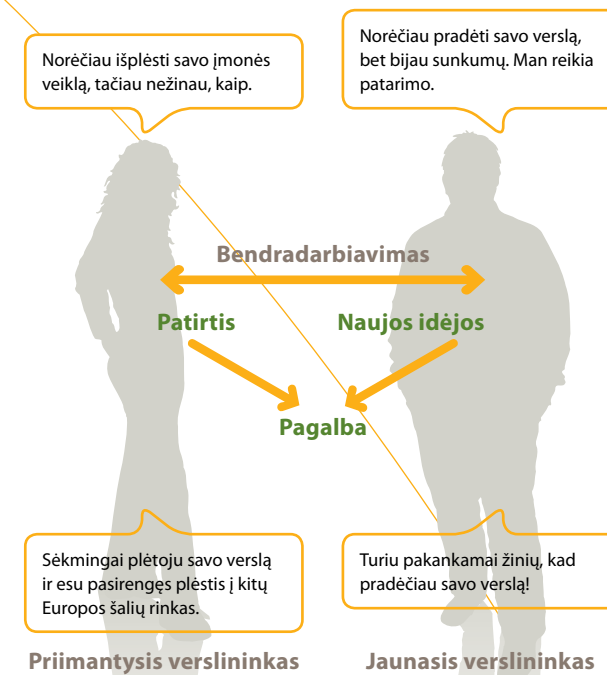 Norėčiau išplėsti savo įmonės
veiklą, tačiau nežinau, kaip.
Norėčiau pradėti savo verslą,
bet bijau sunkumų. Man reikia
patarimo.
Bendradarbiavimas
Patirtis
Naujos idėjos
Pagalba
Sėkmingai plėtoju savo verslą
ir esu pasirengęs plėstis į kitų
Europos šalių rinkas.
Turiu pakankamai žinių, kad
pradėčiau savo verslą!
Priimantysis verslininkas
Jaunasis verslininkas